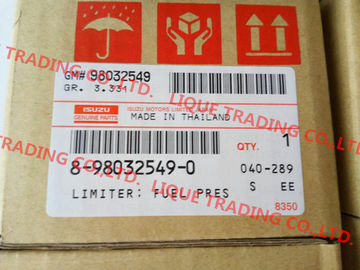 GM# 98032549
GR. 3.331
ISUZU
GENUINE PARTS
ISUZU MOTORS LIMITED JAPAN
MADE IN THAILAND
QTY. 1
8-98032549-0
040-289
LIMITER: FUEL PRES
S EE
8350
LIQUE TRADING CO.,LTD.
LIQUE TRADING CO.,LTD.
LIQUE TRADING CO.,LTD.